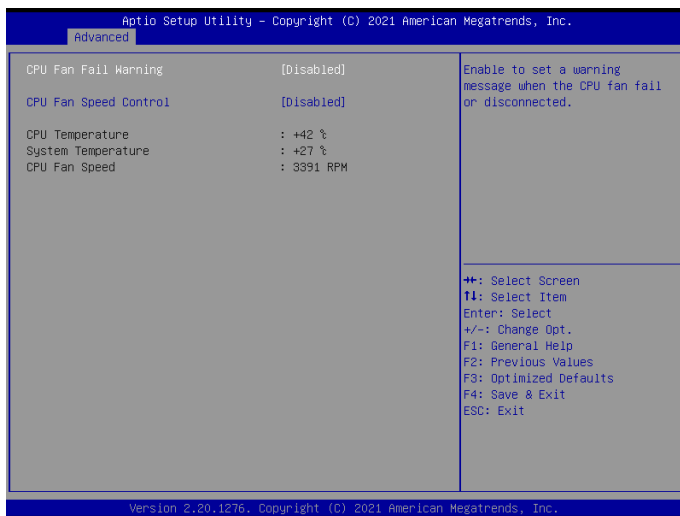 Aptio Setup Utility – Copyright (C) 2021 American Megatrends, Inc.
Advanced
CPU Fan Fail Warning [Disabled]
CPU Fan Speed Control [Disabled]
CPU Temperature : +42 ℃
System Temperature : +27 ℃
CPU Fan Speed : 3391 RPM
Enable to set a warning
message when the CPU fan fail
or disconnected.
→←: Select Screen
↑↓: Select Item
Enter: Select
+/-: Change Opt.
F1: General Help
F2: Previous Values
F3: Optimized Defaults
F4: Save & Exit
ESC: Exit
Version 2.20.1276. Copyright (C) 2021 American Megatrends, Inc.